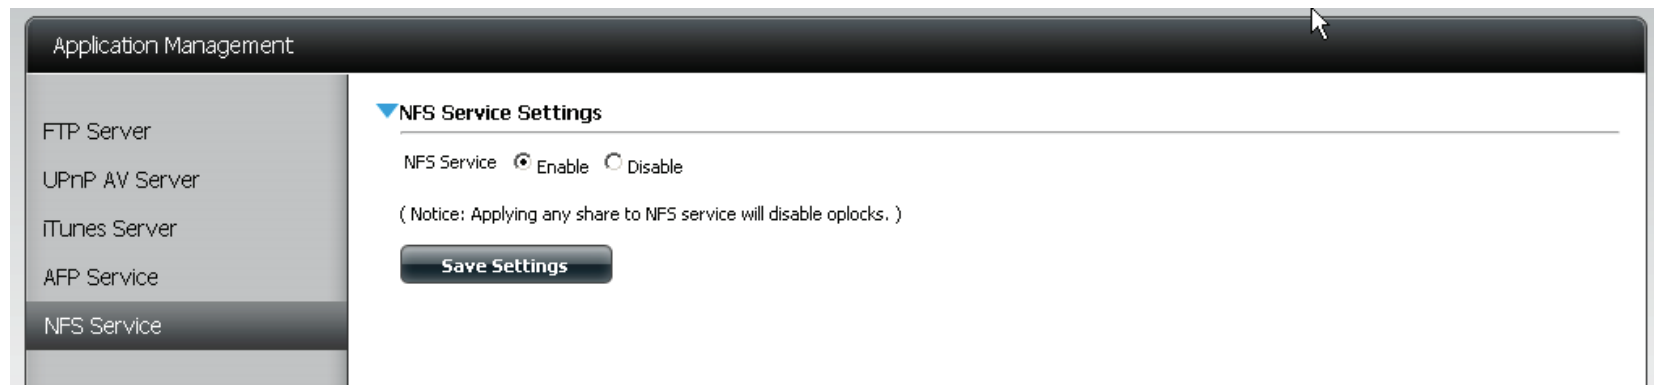 Application Management
FTP Server
UPnP AV Server
iTunes Server
AFP Service
NFS Service
NFS Service Settings
NFS Service Enable Disable
( Notice: Applying any share to NFS service will disable oplocks. )
Save Settings